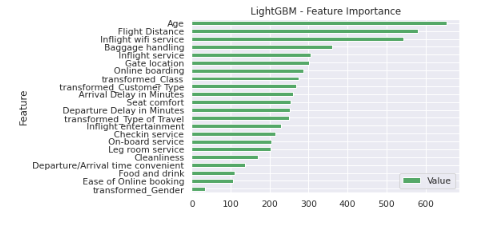 LightGBM - Feature Importance
Feature
Age
Flight Distance
Inflight wifi service
Baggage handling
Inflight service
Gate location
Online boarding
transformed_Class
transformed_Customer Type
Arrival Delay in Minutes
Seat comfort
Departure Delay in Minutes
transformed_Type of Travel
Inflight entertainment
Checkin service
On-board service
Leg room service
Cleanliness
Departure/Arrival time convenient
Food and drink
Ease of Online booking
transformed_Gender
Value
0 100 200 300 400 500 600